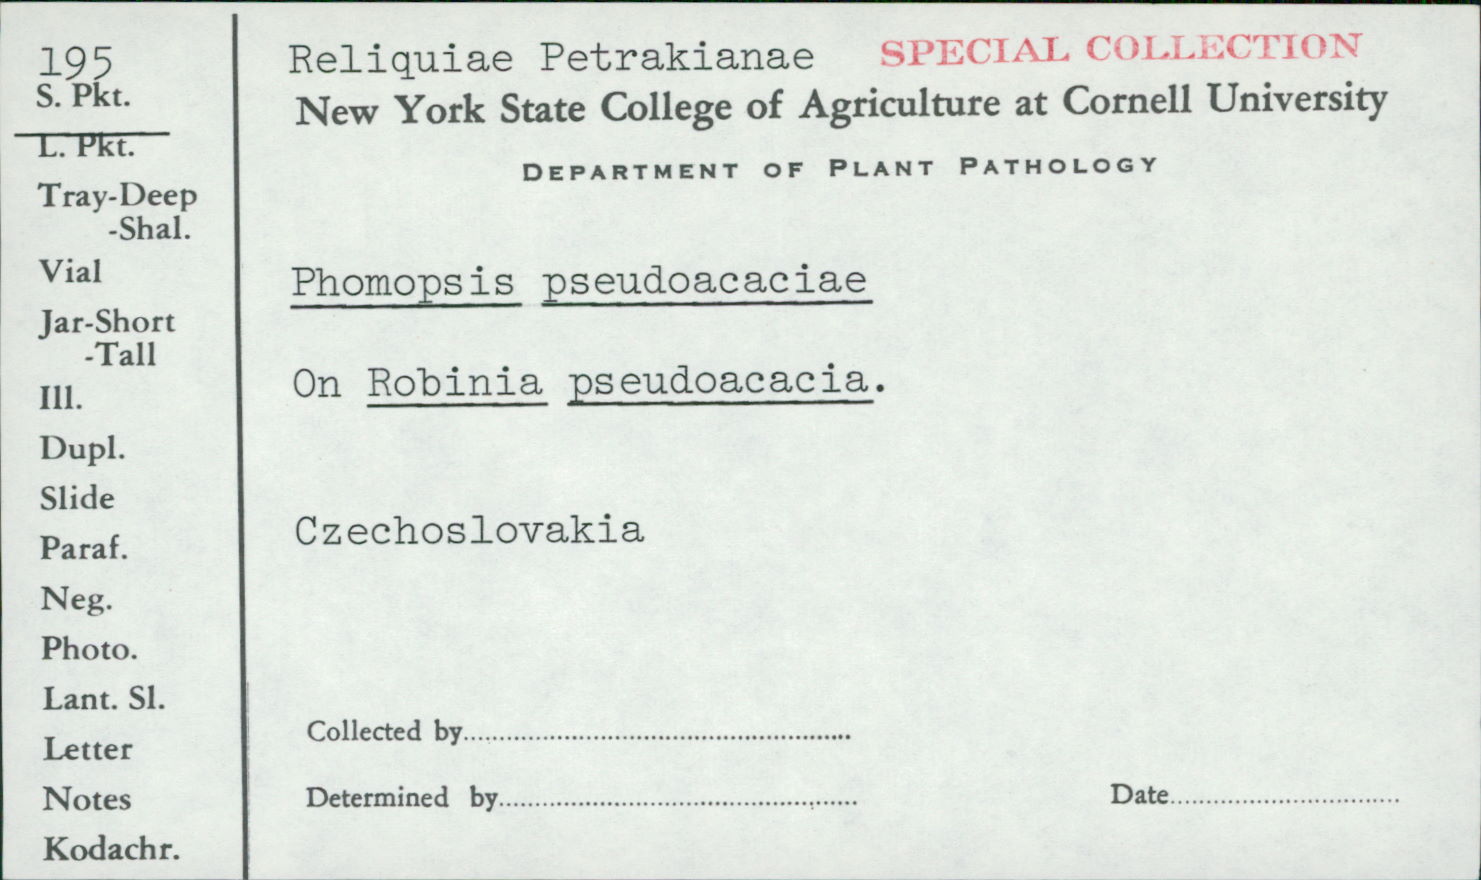 195
S. Pkt.
L. Pkt.
Tray-Deep
-Shal.
Vial
Jar-Short
-Tall
Ill.
Dupl.
Slide
Paraf.
Neg.
Photo.
Lant. Sl.
Letter
Notes
Kodachr.
Reliquiae Petrakianae SPECIAL COLLECTION
New York State College of Agriculture at Cornell University
DEPARTMENT OF PLANT PATHOLOGY
Phomopsis pseudoacaciae
On Robinia pseudoacacia.
Czechoslovakia
Collected by
Determined by Date